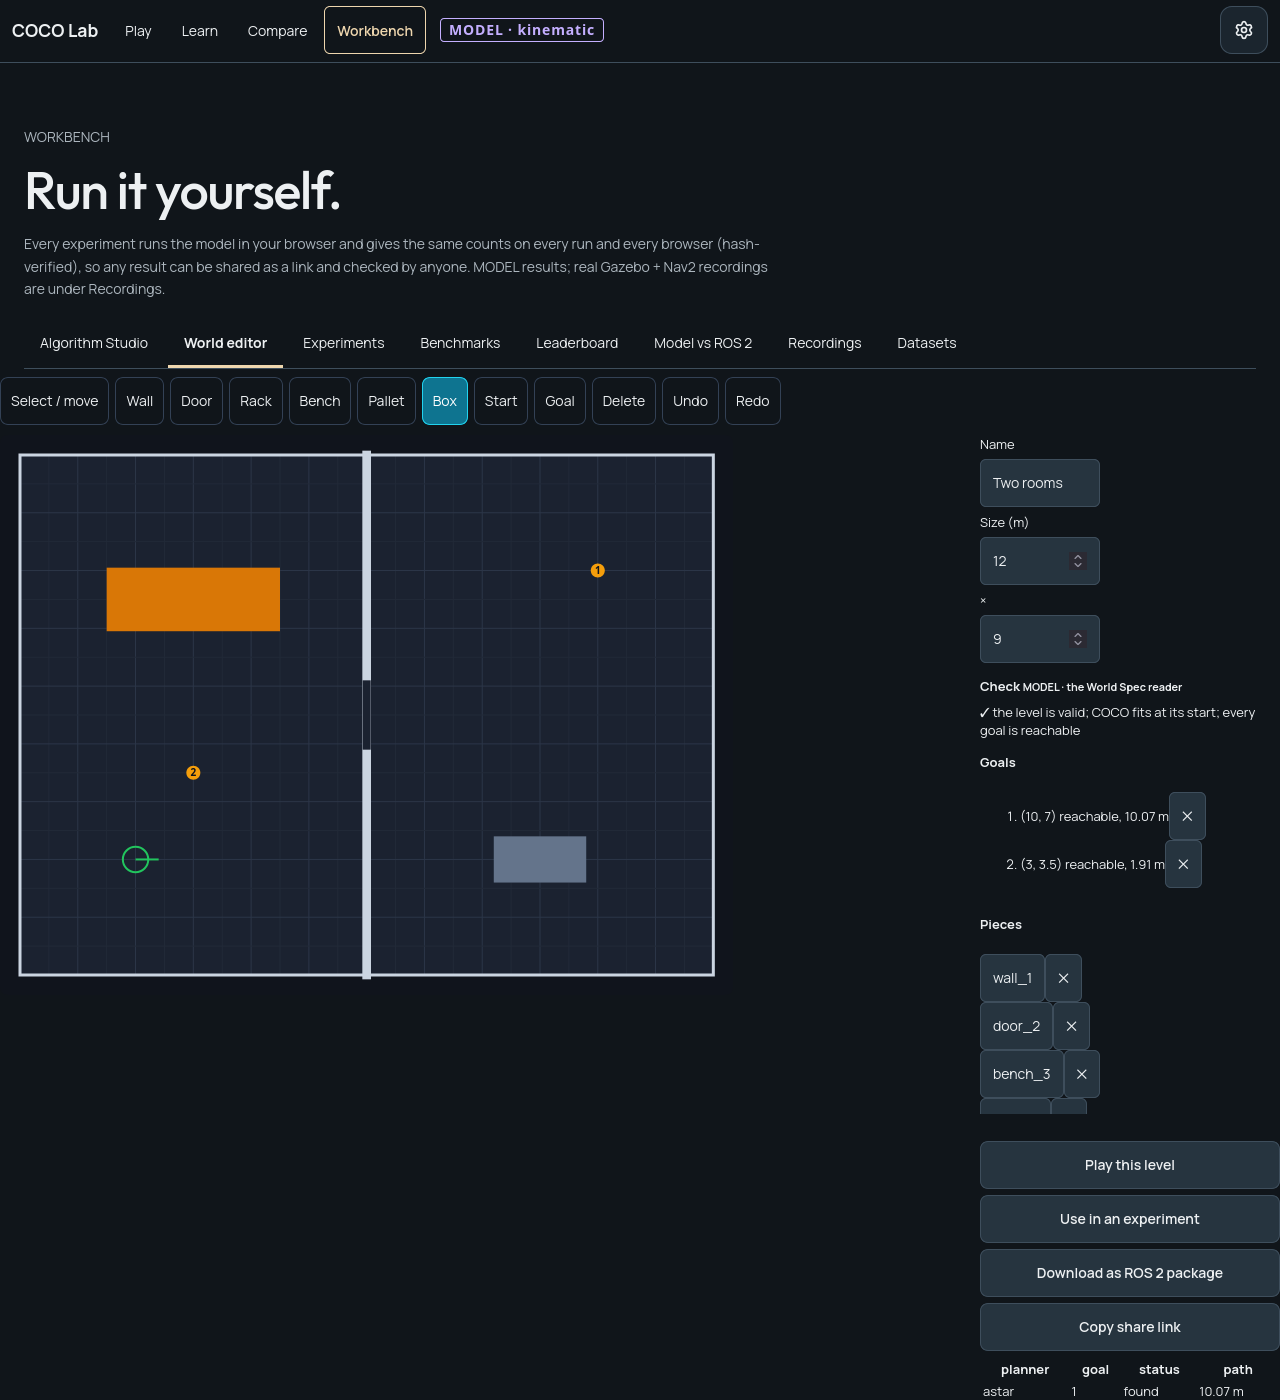 COCO Lab Play Learn Compare Workbench MODEL · kinematic
WORKBENCH
Run it yourself.
Every experiment runs the model in your browser and gives the same counts on every run and every browser (hash-
verified), so any result can be shared as a link and checked by anyone. MODEL results; real Gazebo + Nav2 recordings
are under Recordings.
Algorithm Studio World editor Experiments Benchmarks Leaderboard Model vs ROS 2 Recordings Datasets
Select / move Wall Door Rack Bench Pallet Box Start Goal Delete Undo Redo
1
2
Name
Two rooms
Size (m)
12
×
9
Check MODEL · the World Spec reader
✓ the level is valid; COCO fits at its start; every
goal is reachable
Goals
1. (10, 7) reachable, 10.07 m ×
2. (3, 3.5) reachable, 1.91 m ×
Pieces
wall_1 ×
door_2 ×
bench_3 ×
Play this level
Use in an experiment
Download as ROS 2 package
Copy share link
planner goal status path
astar 1 found 10.07 m